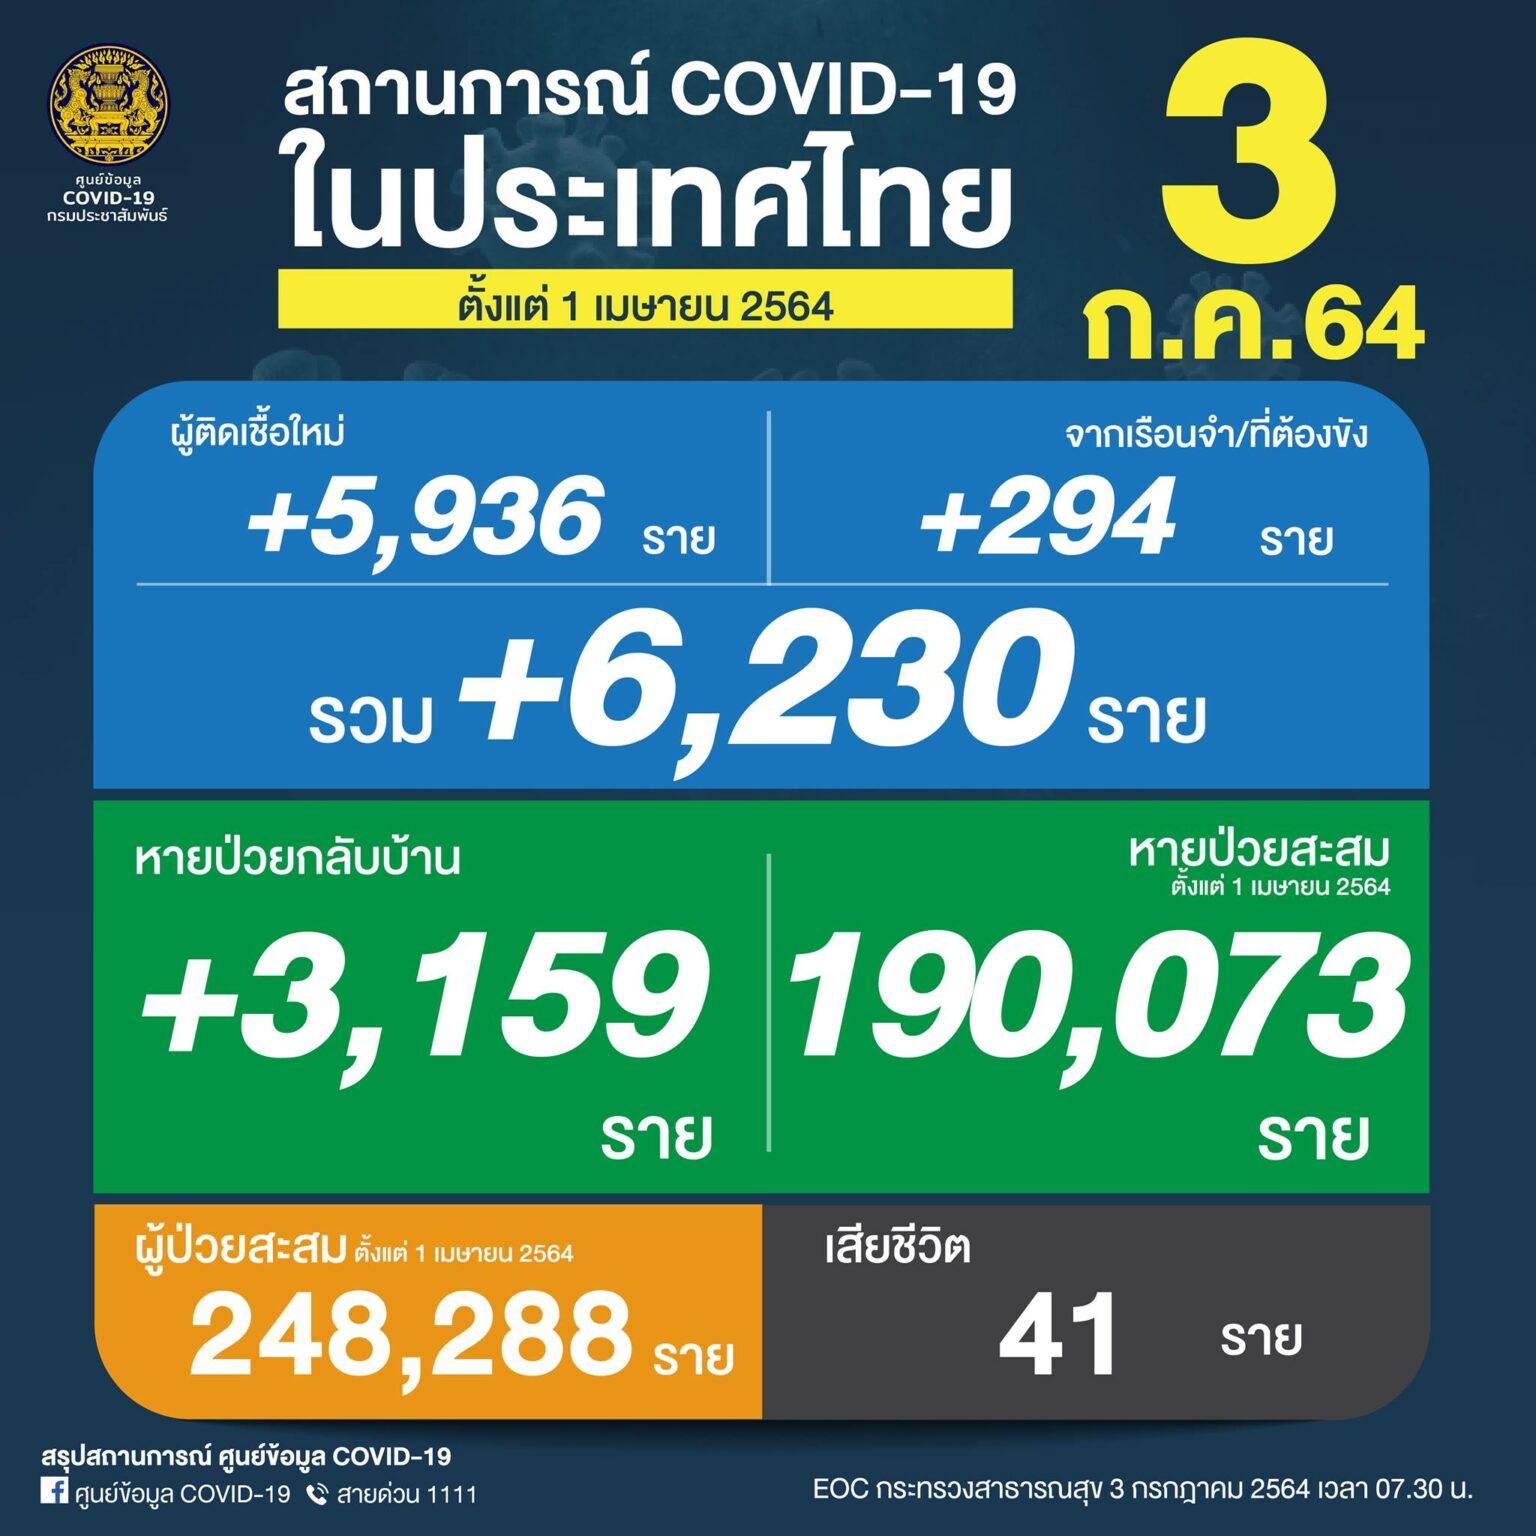 ศูนย์ข้อมูล
COVID-19
กรมประชาสัมพันธ์
สถานการณ์ COVID-19
ในประเทศไทย
ตั้งแต่ 1 เมษายน 2564
3
ก.ค.64
ผู้ติดเชื้อใหม่
+5,936 ราย
จากเรือนจำ/ที่ต้องขัง
+294 ราย
รวม +6,230 ราย
หายป่วยกลับบ้าน
+3,159
ราย
หายป่วยสะสม
ตั้งแต่ 1 เมษายน 2564
190,073
ราย
ผู้ป่วยสะสม ตั้งแต่ 1 เมษายน 2564
248,288 ราย
เสียชีวิต
41 ราย
สรุปสถานการณ์ ศูนย์ข้อมูล COVID-19
ศูนย์ข้อมูล COVID-19 สายด่วน 1111
EOC กระทรวงสาธารณสุข 3 กรกฎาคม 2564 เวลา 07.30 น.